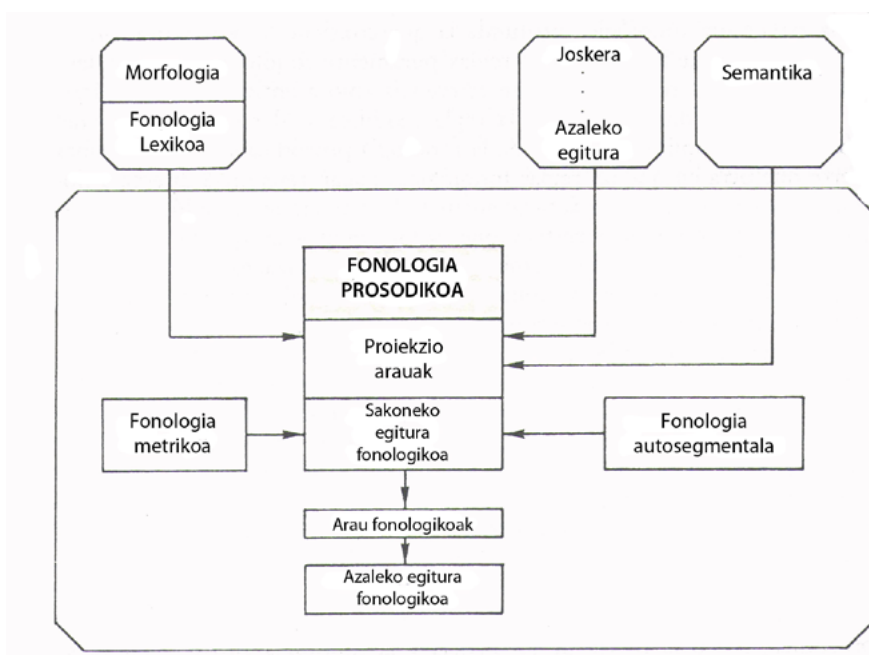 Morfologia
Fonologia
Lexikoa
Joskera
.
.
.
Azaleko
egitura
Semantika
FONOLOGIA
PROSODIKOA
Proiekzio
arauak
Sakoneko
egitura
fonologikoa
Fonologia
metrikoa
Fonologia
autosegmentala
Arau fonologikoak
Azaleko egitura
fonologikoa